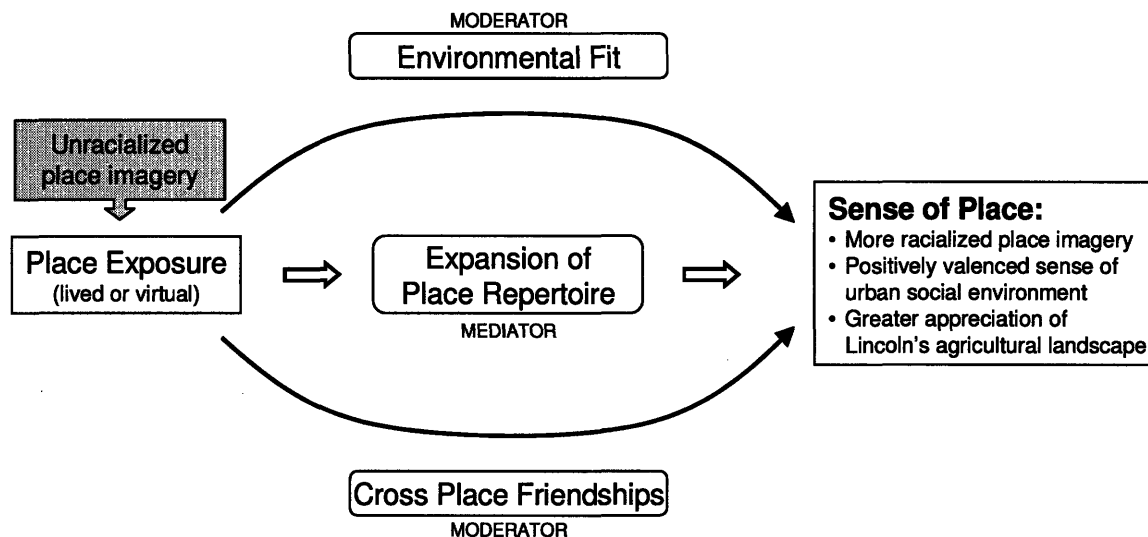 MODERATOR
Environmental Fit
Unracialized
place imagery
Place Exposure
(lived or virtual)
Expansion of
Place Repertoire
MEDIATOR
Sense of Place:
• More racialized place imagery
• Positively valenced sense of
urban social environment
• Greater appreciation of
Lincoln's agricultural landscape
Cross Place Friendships
MODERATOR